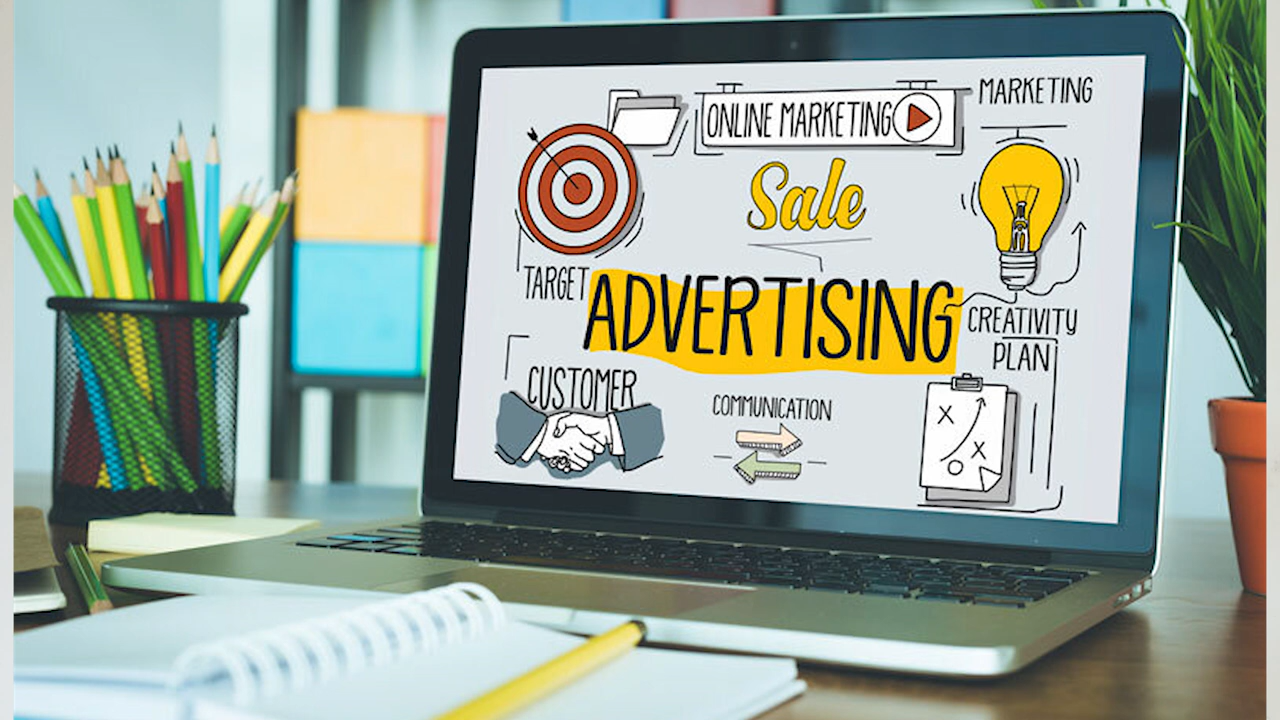 MARKETING
ONLINE MARKETING
Sale
TARGET
ADVERTISING
CREATIVITY
PLAN
CUSTOMER
COMMUNICATION